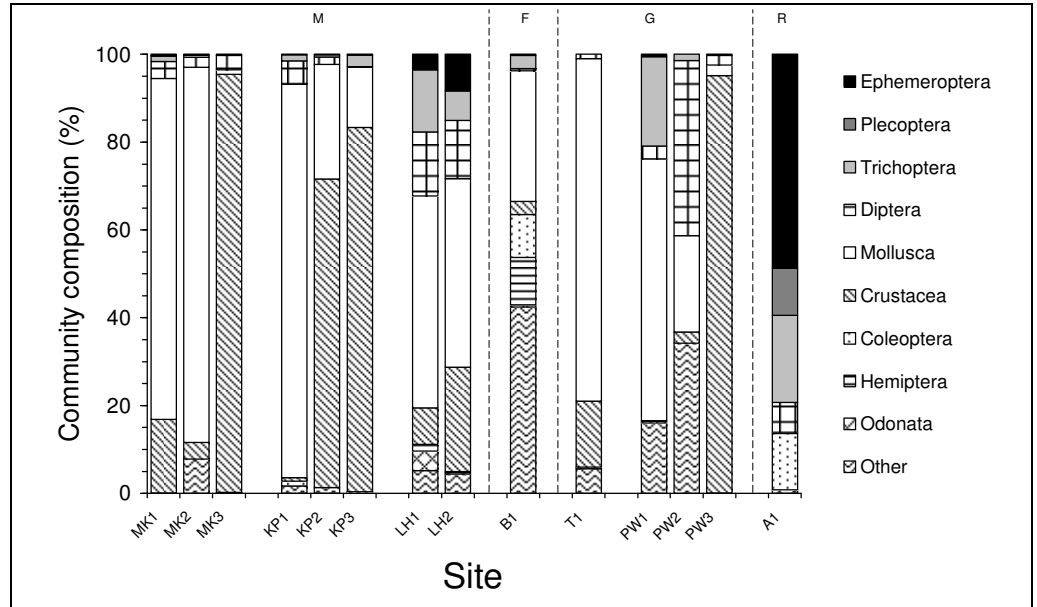 M F G R
100
80
60
40
20
0
Community composition (%)
MK1 MK2 MK3 KP1 KP2 KP3 LH1 LH2 B1 T1 PW1 PW2 PW3 A1
Site
Ephemeroptera
Plecoptera
Trichoptera
Diptera
Mollusca
Crustacea
Coleoptera
Hemiptera
Odonata
Other